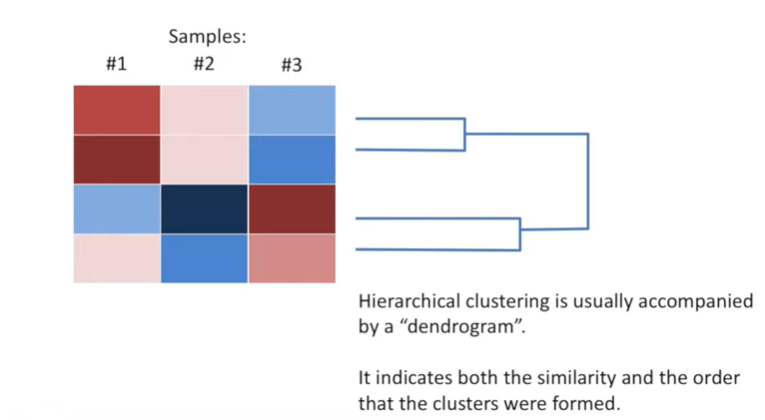 Samples:
#1 #2 #3
Hierarchical clustering is usually accompanied
by a “dendrogram”.
It indicates both the similarity and the order
that the clusters were formed.